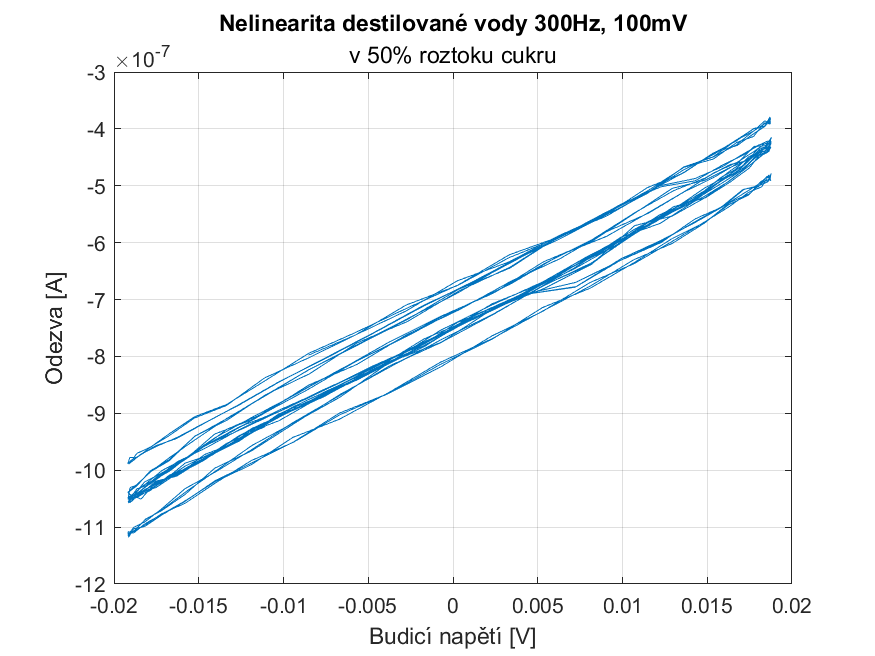 Nelinearita destilované vody 300Hz, 100mV
v 50% roztoku cukru
×10-7
-3
-4
-5
-6
-7
-8
-9
-10
-11
-12
Odezva [A]
-0.02 -0.015 -0.01 -0.005 0 0.005 0.01 0.015 0.02
Budicí napětí [V]